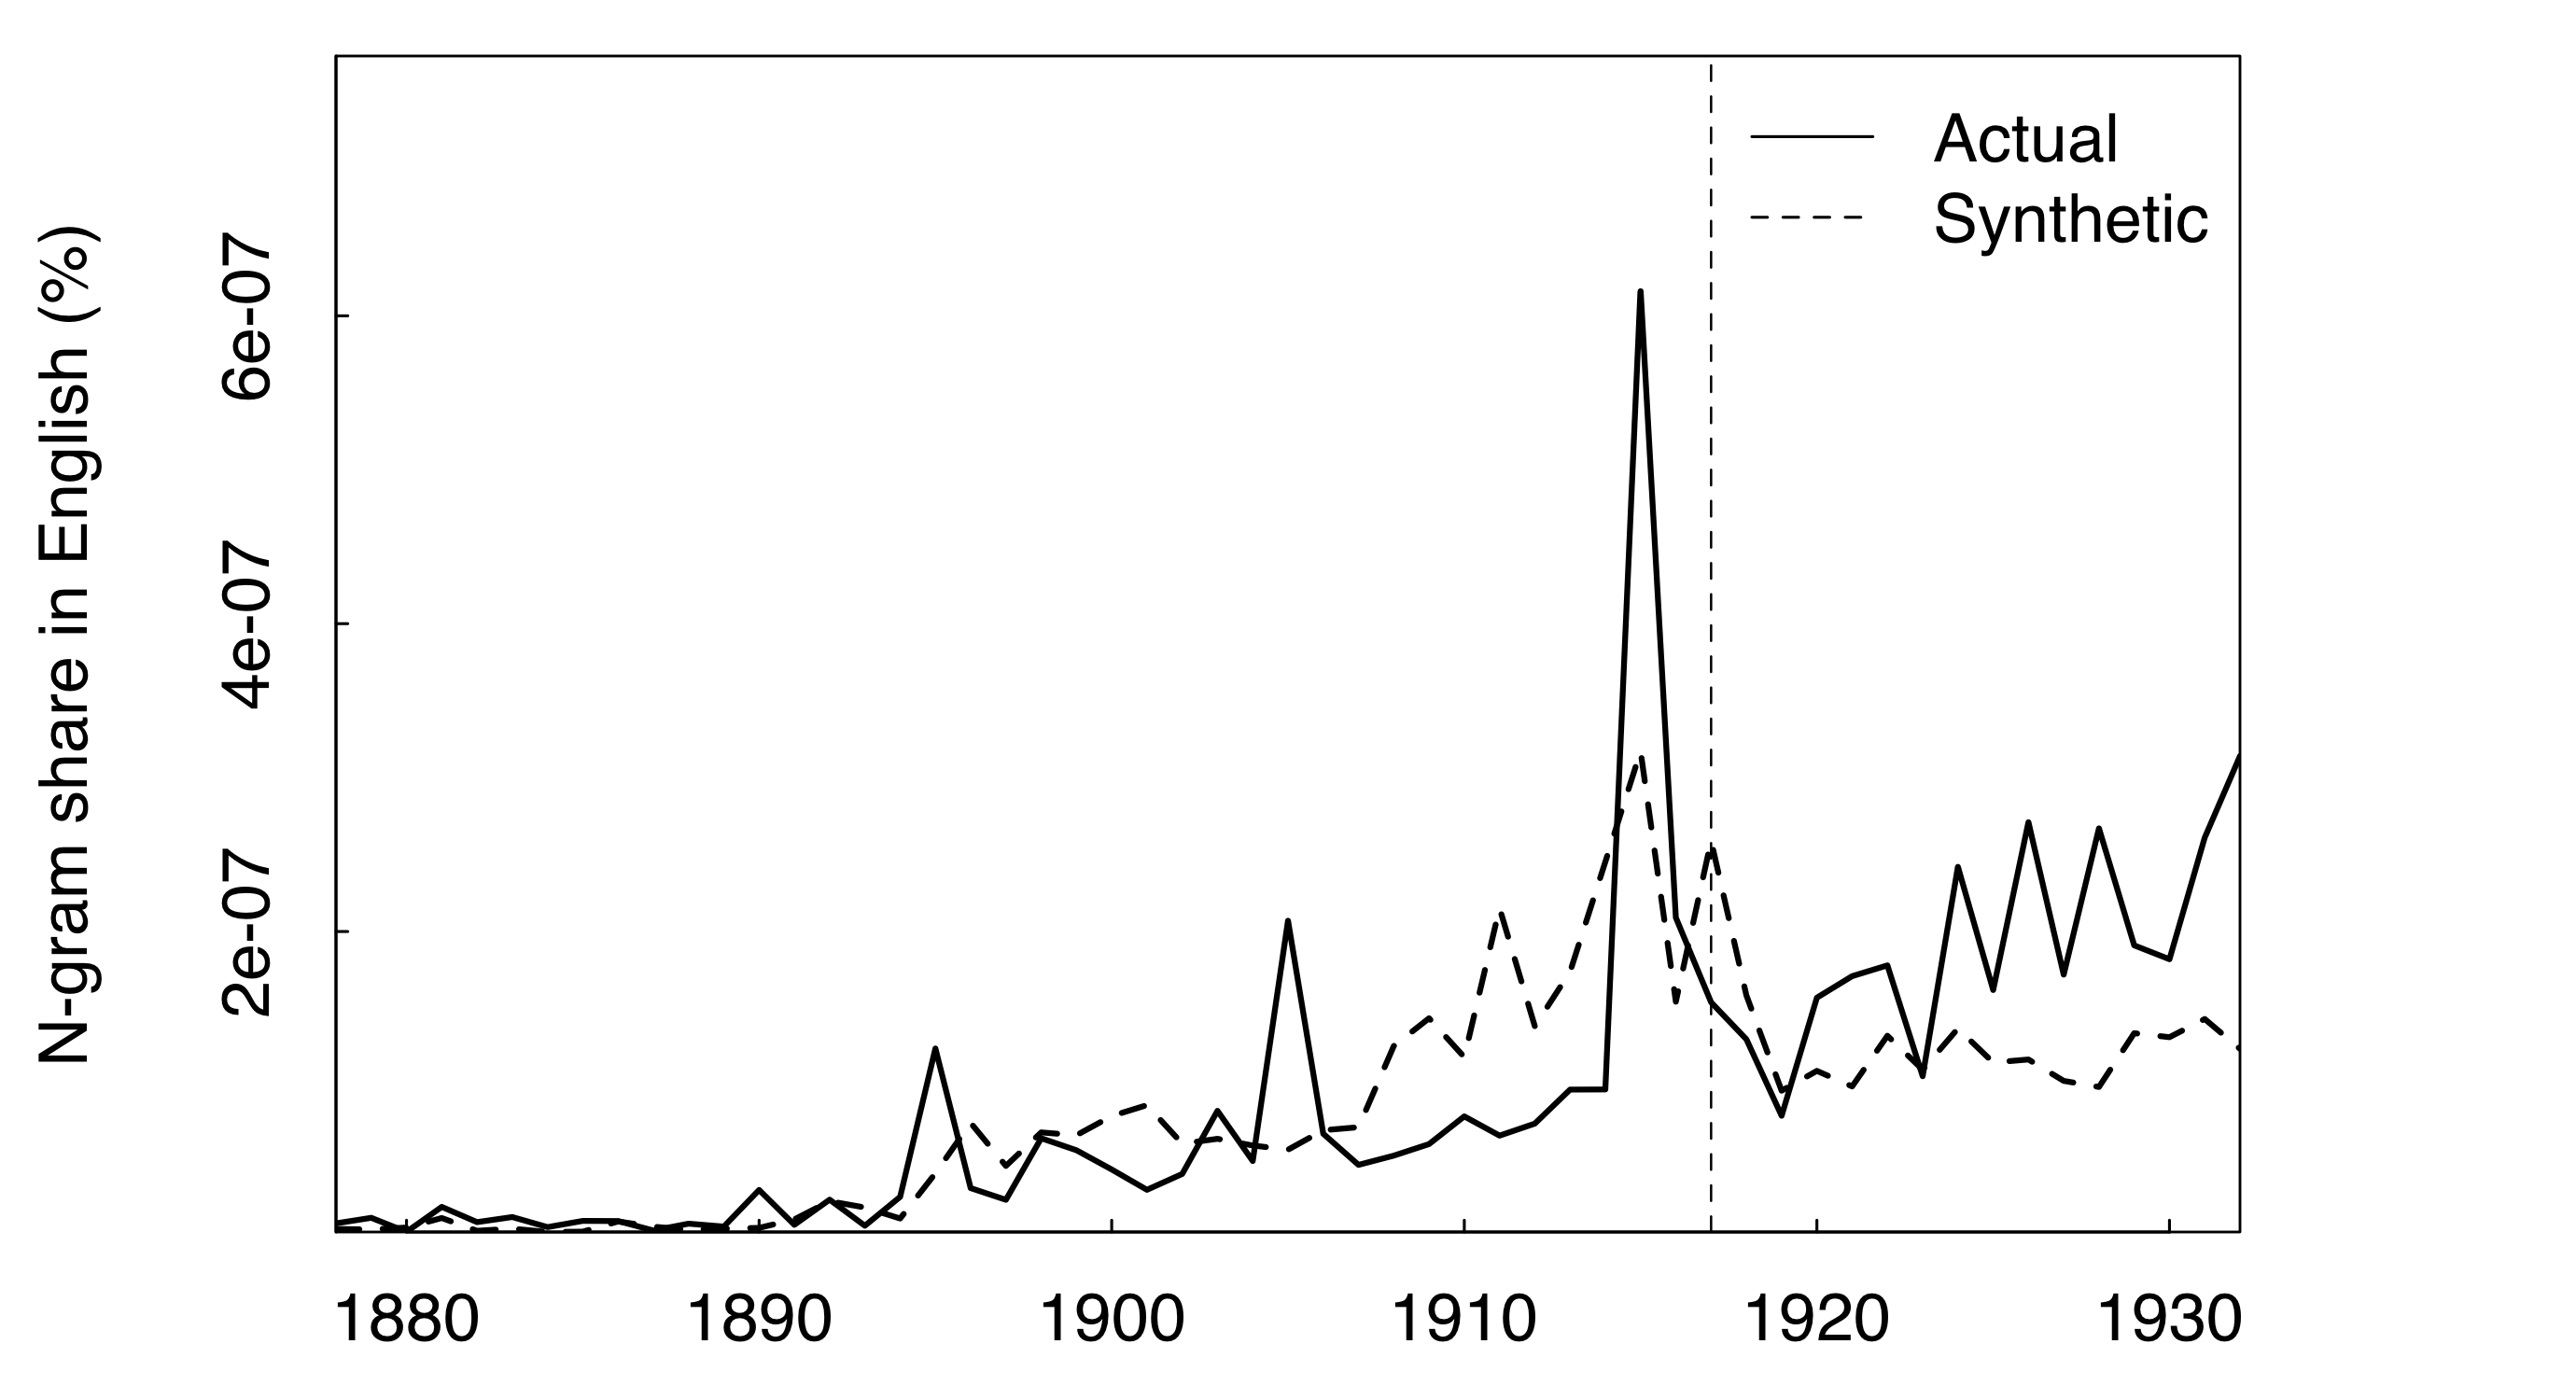 N-gram share in English (%)
6e-07
4e-07
2e-07
Actual
Synthetic
1880 1890 1900 1910 1920 1930